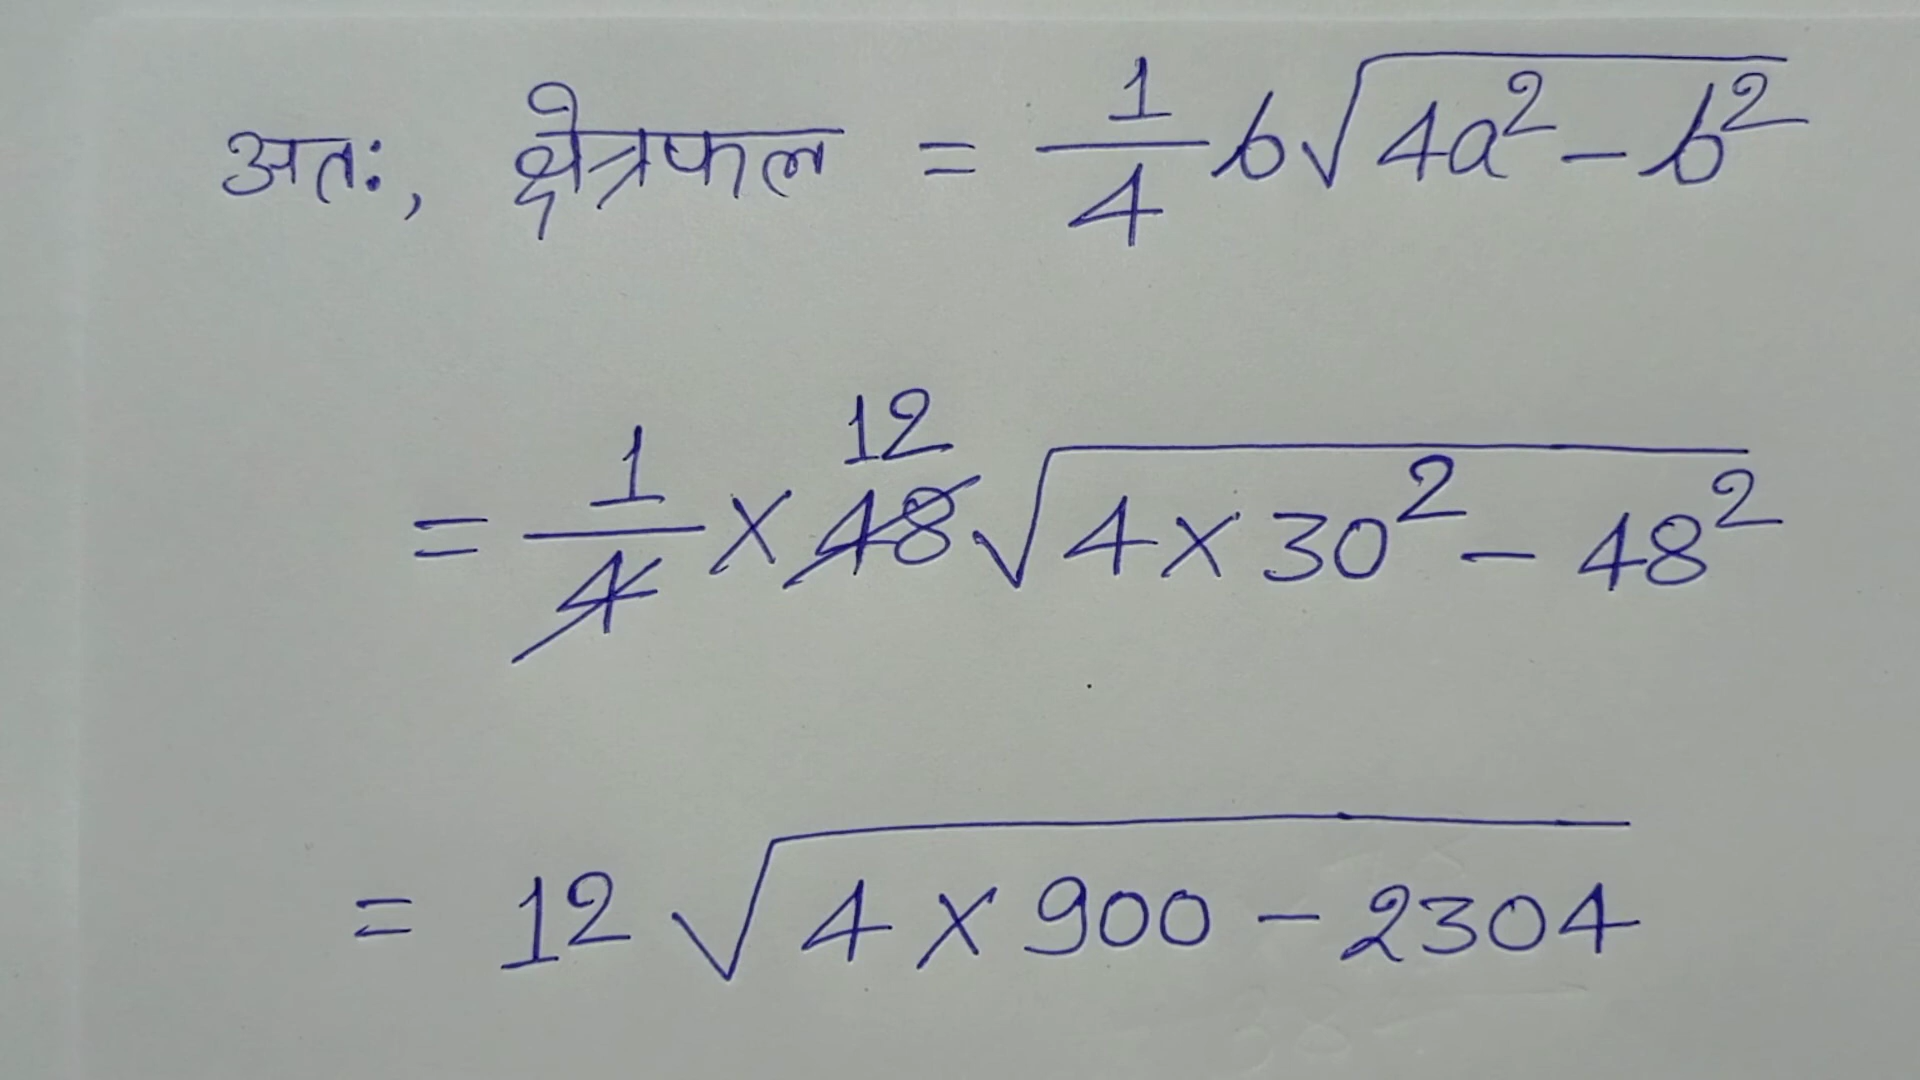 अतः, क्षेत्रफल = 1/4 b√(4a² − b²)
= 1/4 × 48 12 √(4 × 30² − 48²)
= 12 √(4 × 900 − 2304)